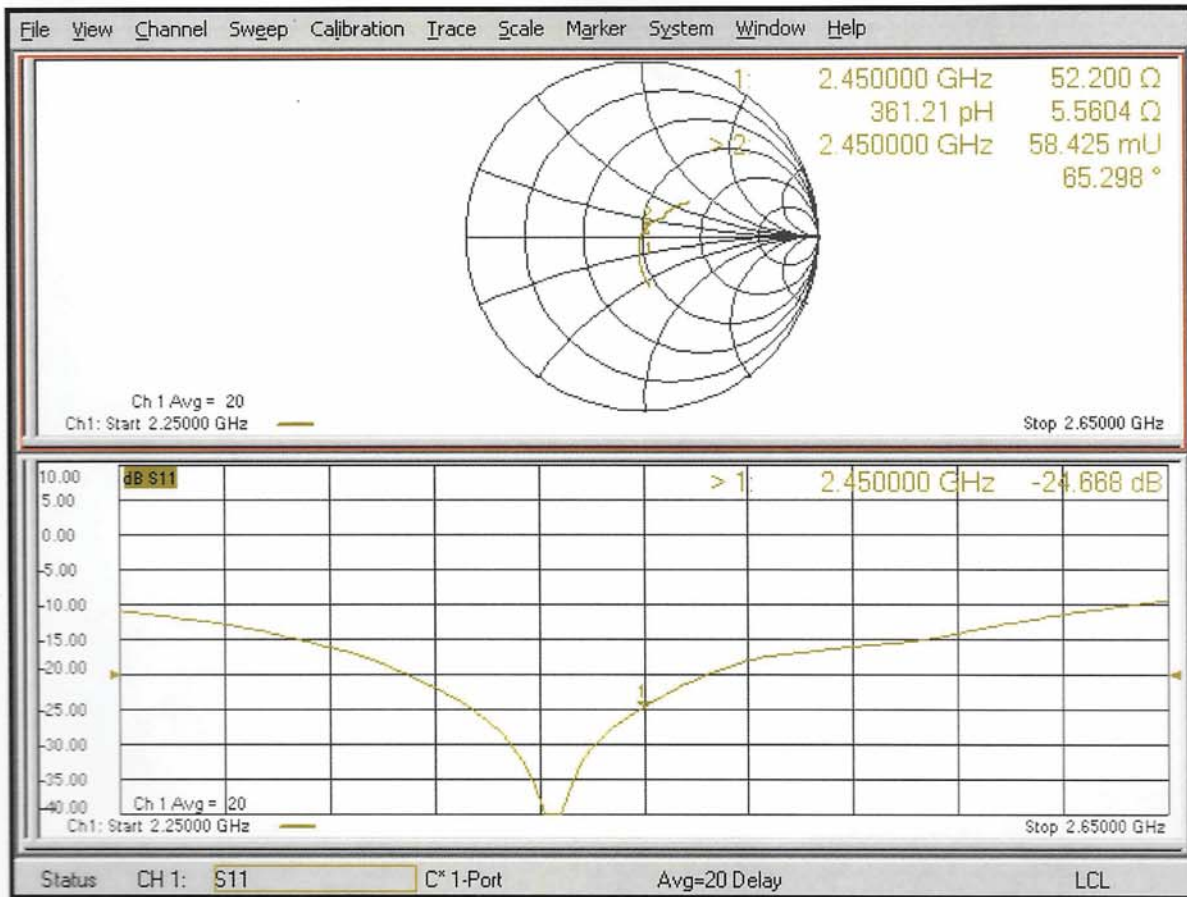 File View Channel Sweep Calibration Trace Scale Marker System Window Help
1: 2.450000 GHz 52.200 Ω
361.21 pH 5.5604 Ω
> 2: 2.450000 GHz 58.425 mU
65.298 °
Ch 1 Avg = 20
Ch1: Start 2.25000 GHz
Stop 2.65000 GHz
10.00
dB S11
> 1: 2.450000 GHz -24.668 dB
5.00
0.00
-5.00
-10.00
-15.00
-20.00
-25.00
1
-30.00
-35.00
-40.00
Ch 1 Avg = 20
Ch1: Start 2.25000 GHz
Stop 2.65000 GHz
Status CH 1: S11 C* 1-Port Avg=20 Delay LCL